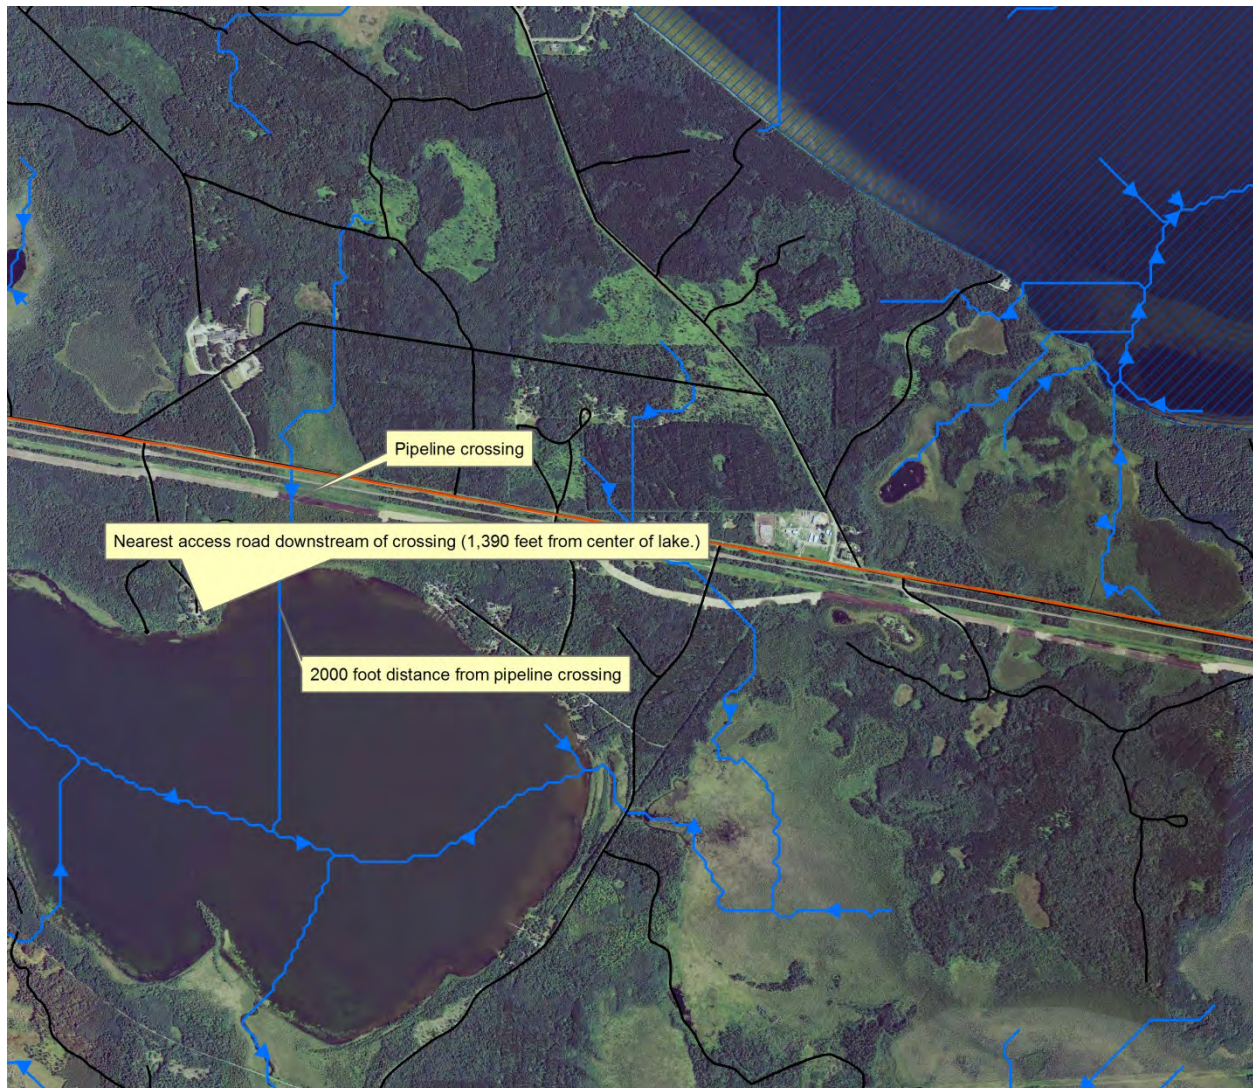 Pipeline crossing
Nearest access road downstream of crossing (1,390 feet from center of lake.)
2000 foot distance from pipeline crossing